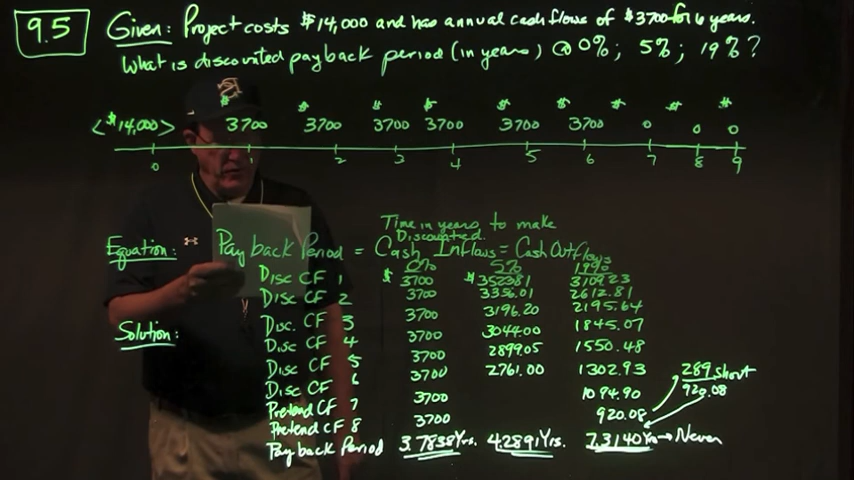 9.5
Given: Project costs $14,000 and has annual cash flows of $3700 for 6 years.
What is discounted payback period (in years) @ 0%; 5%; 19%?
$ $ $ $ $ $ $ $ $
<$14,000> 3700 3700 3700 3700 3700 3700 0 0 0
0 1 2 3 4 5 6 7 8 9
Time in years to make
Discounted
Equation: Payback Period = Cash Inflows = Cash Outflows
0% 5% 19%
Disc CF 1 $3700 $3523.81 3109.23
Disc CF 2 3700 3356.01 2612.81
Solution: Disc. CF 3 3700 3196.20 2195.64
Disc CF 4 3700 3044.00 1845.07
Disc CF 5 3700 2899.05 1550.48
Disc CF 6 3700 2761.00 1302.93
289 short
920.08
Pretend CF 7 3700 1094.90
Pretend CF 8 3700 920.08
Payback Period 3.7838 Yrs. 4.2891 Yrs. 7.3140 Yrs → Never